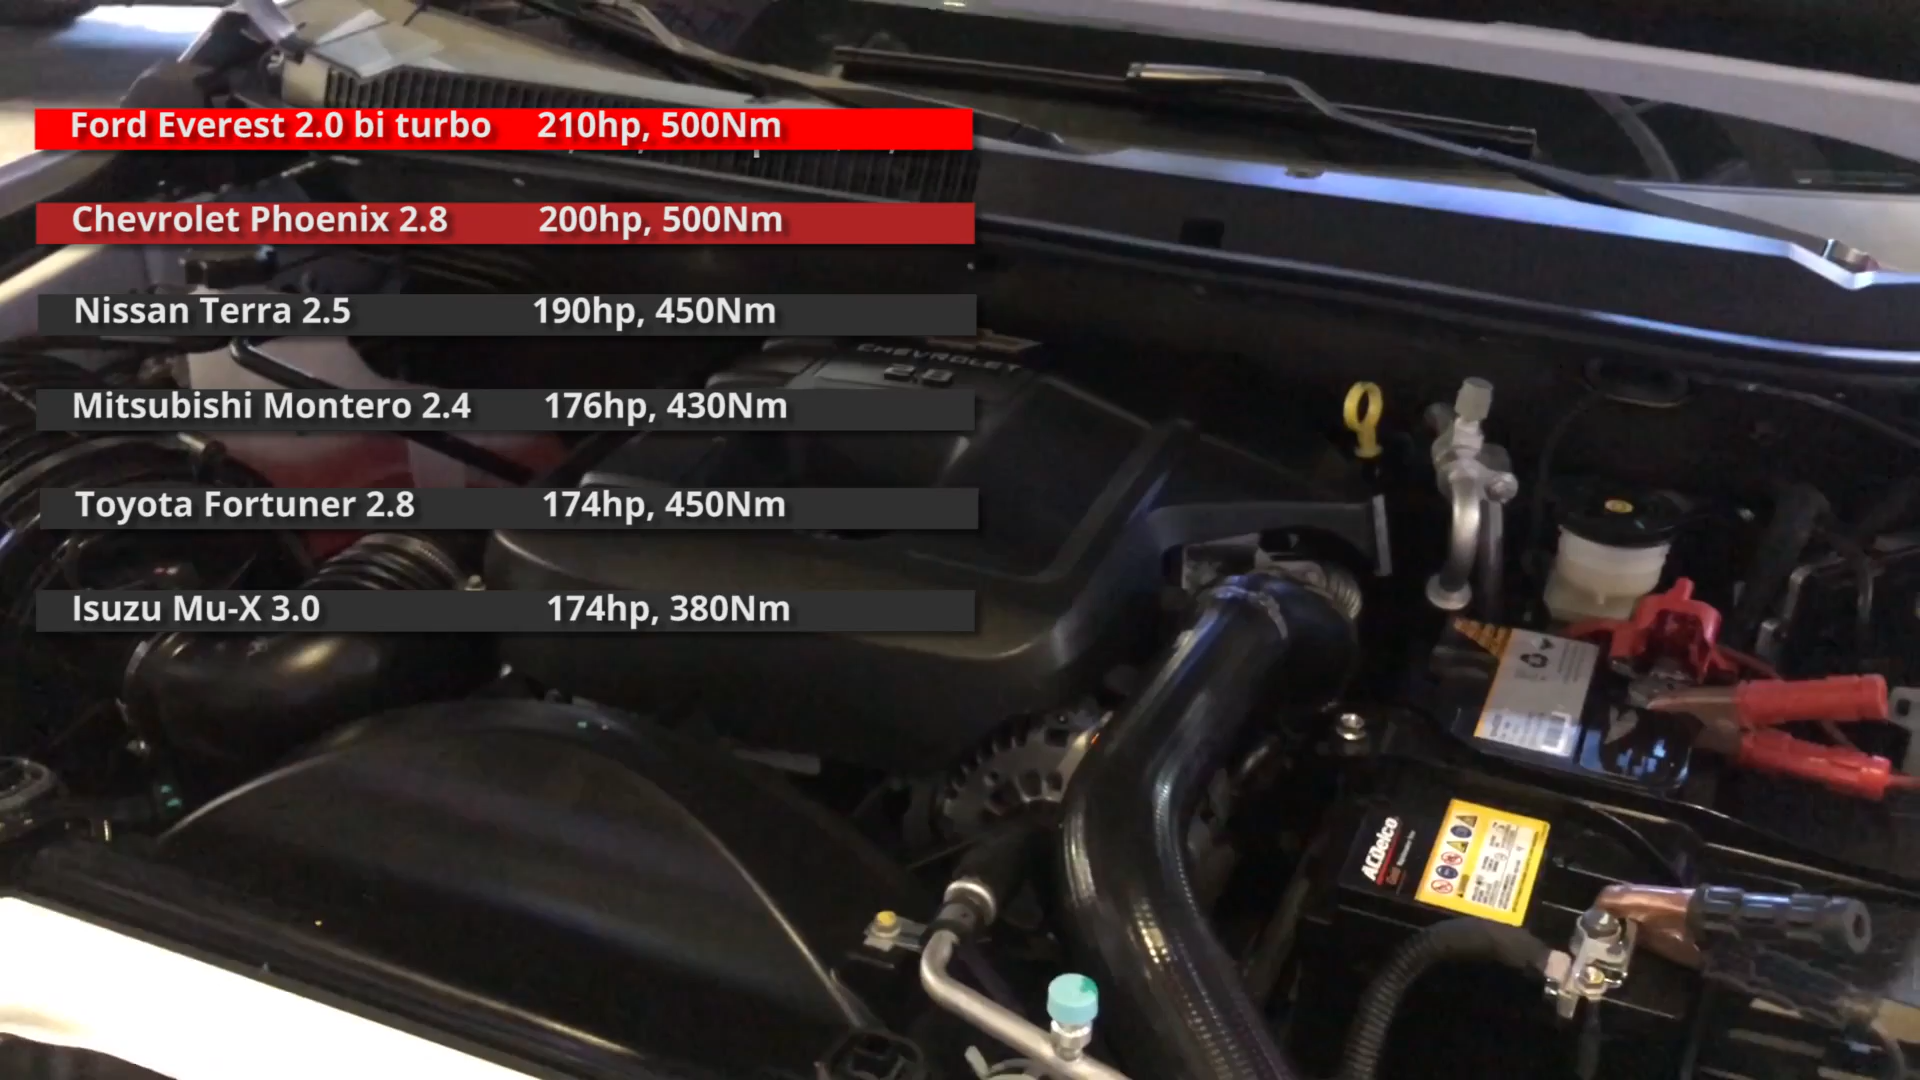 Ford Everest 2.0 bi turbo 210hp, 500Nm
Chevrolet Phoenix 2.8 200hp, 500Nm
Nissan Terra 2.5 190hp, 450Nm
CHEVROLET
2.8
Mitsubishi Montero 2.4 176hp, 430Nm
Toyota Fortuner 2.8 174hp, 450Nm
Isuzu Mu-X 3.0 174hp, 380Nm
ACDelco